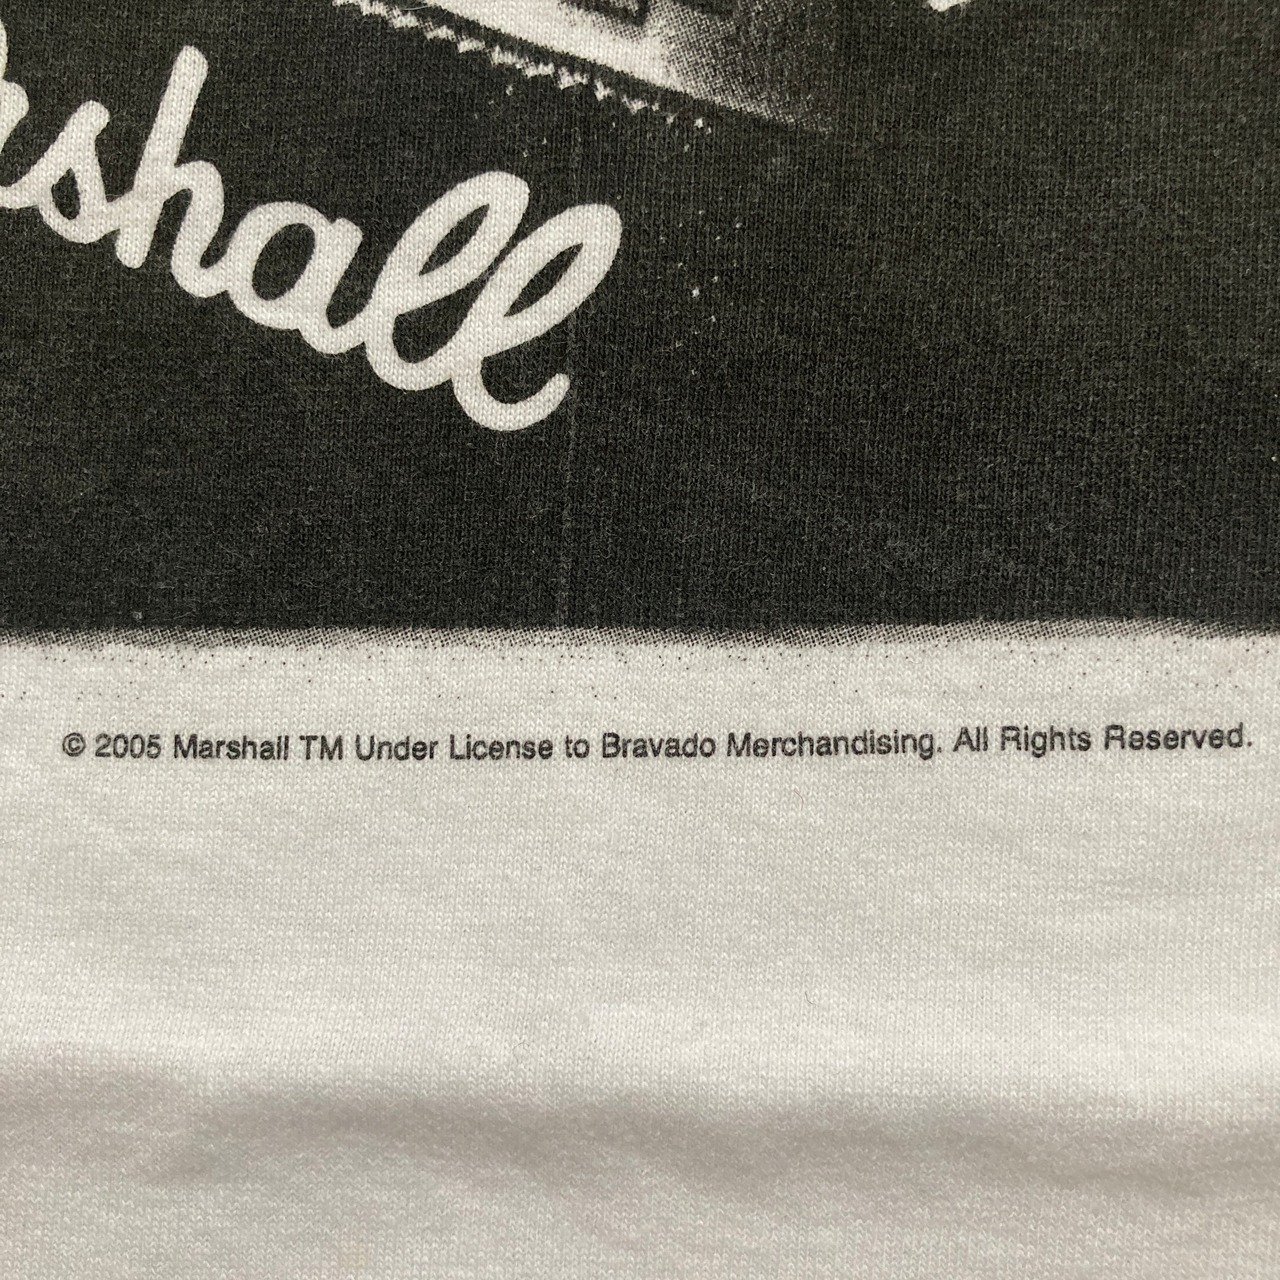 rshall
© 2005 Marshall TM Under License to Bravado Merchandising. All Rights Reserved.